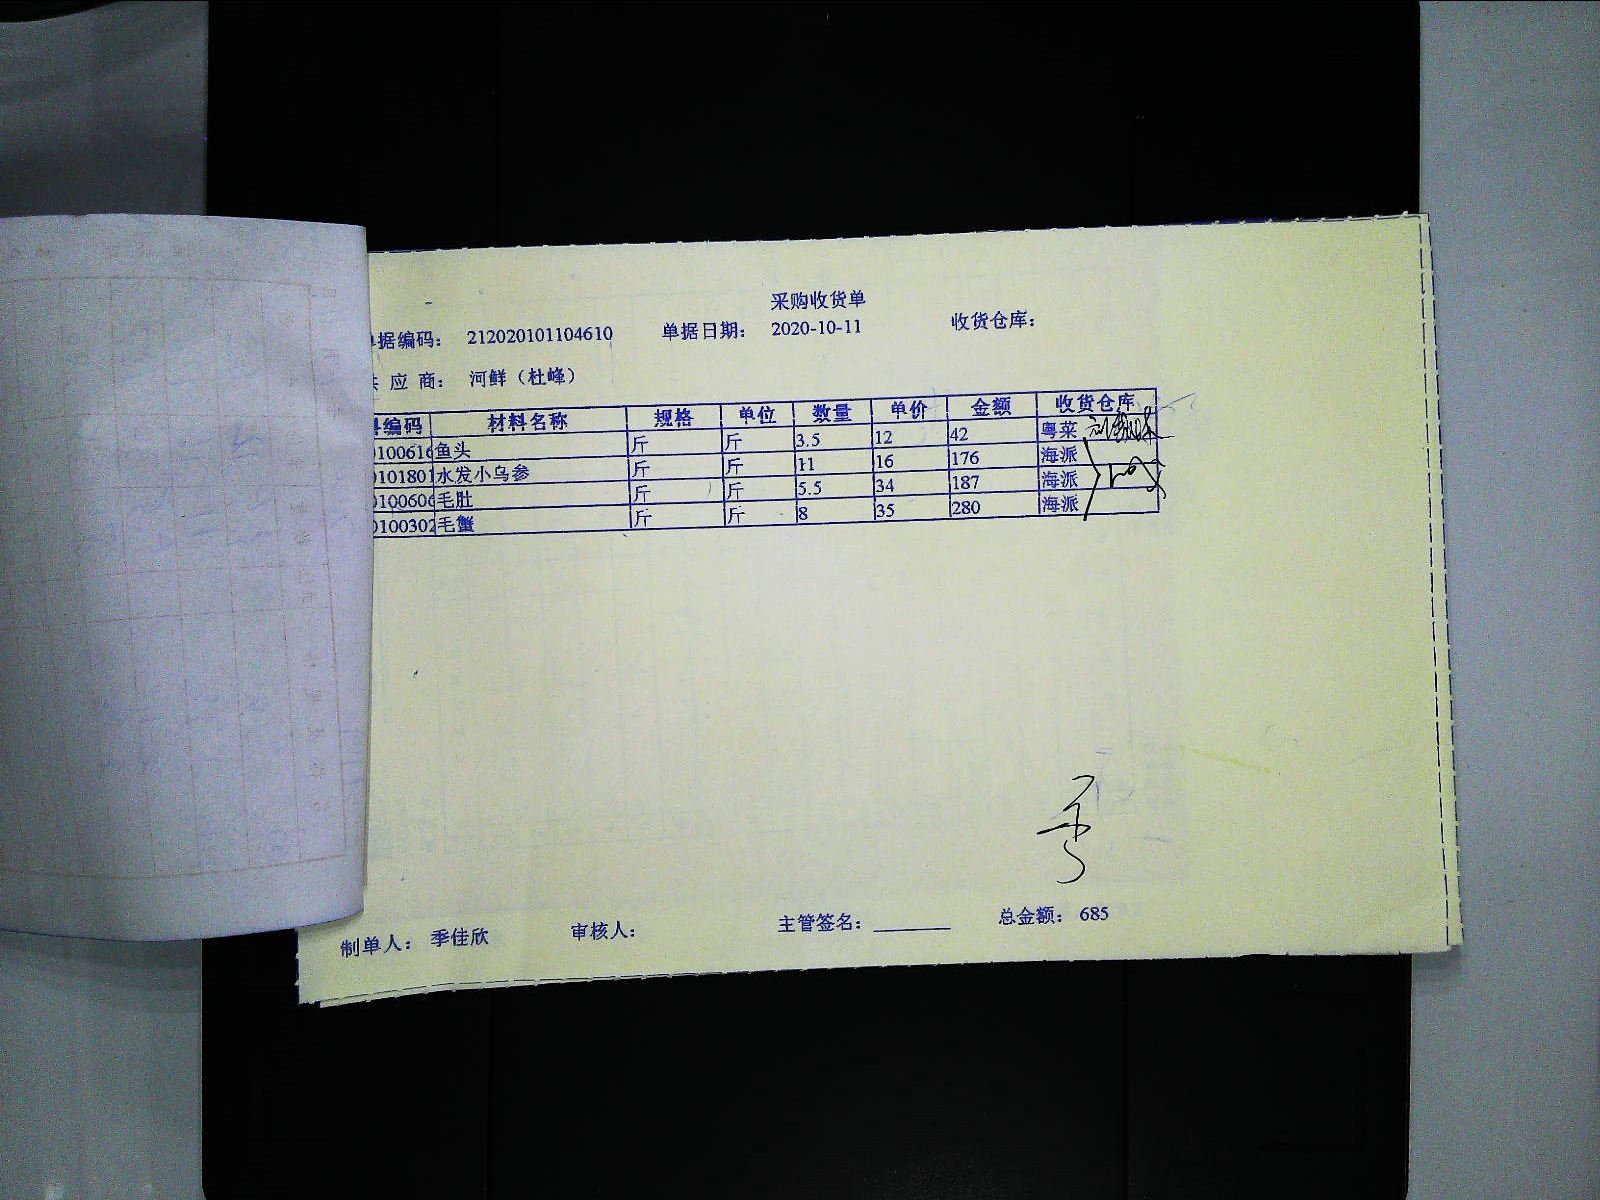 采购收货单
单据编码： 212020101104610 单据日期： 2020-10-11 收货仓库：
应 商： 河鲜（杜峰）
编码 材料名称 规格 单位 数量 单价 金额 收货仓库
0100616 鱼头 斤 斤 3.5 12 42 粤菜
0101801 水发小乌参 斤 斤 11 16 176 海派
0100606 毛肚 斤 斤 5.5 34 187 海派
0100302 毛蟹 斤 斤 8 35 280 海派
制单人： 季佳欣 审核人： 主管签名： 总金额： 685